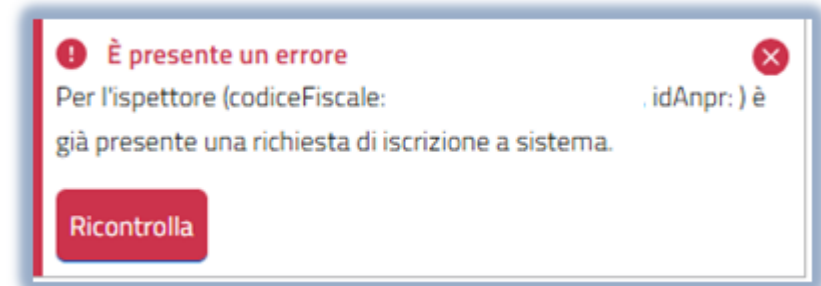 È presente un errore
Per l'ispettore (codiceFiscale: , idAnpr: ) è
già presente una richiesta di iscrizione a sistema.
Ricontrolla